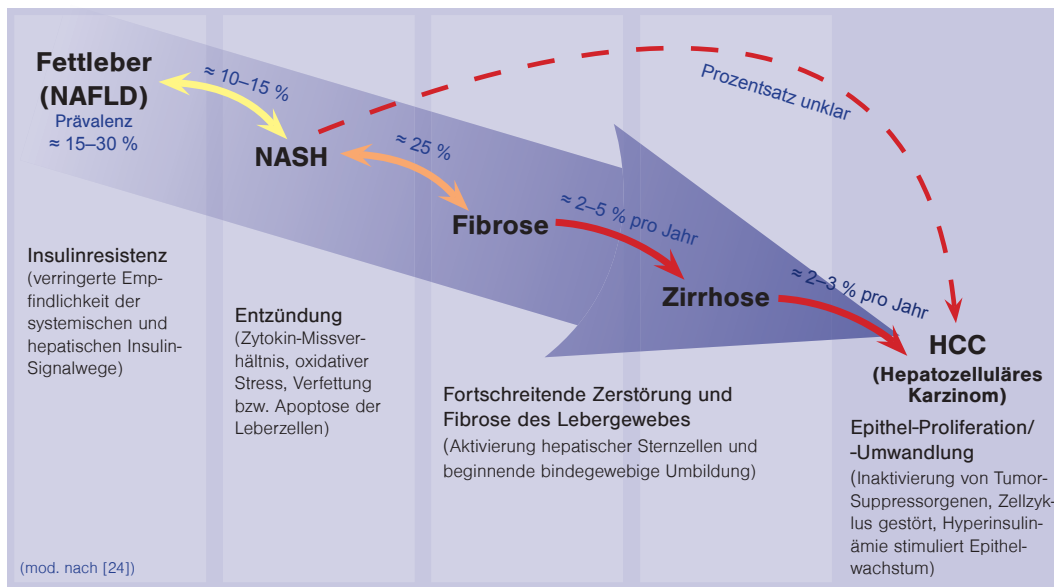 Fettleber
(NAFLD)
Prävalenz
≈ 15–30 %
≈ 10–15 %
NASH
≈ 25 %
Fibrose
≈ 2–5 % pro Jahr
Zirrhose
≈ 2–3 % pro Jahr
Prozentsatz unklar
HCC
(Hepatozelluläres
Karzinom)
Insulinresistenz
(verringerte Emp-
findlichkeit der
systemischen und
hepatischen Insulin-
Signalwege)
Entzündung
(Zytokin-Missver-
hältnis, oxidativer
Stress, Verfettung
bzw. Apoptose der
Leberzellen)
Fortschreitende Zerstörung und
Fibrose des Lebergewebes
(Aktivierung hepatischer Sternzellen und
beginnende bindegewebige Umbildung)
Epithel-Proliferation/
-Umwandlung
(Inaktivierung von Tumor-
Suppressorgenen, Zellzyk-
lus gestört, Hyperinsulin-
ämie stimuliert Epithel-
wachstum)
(mod. nach [24])